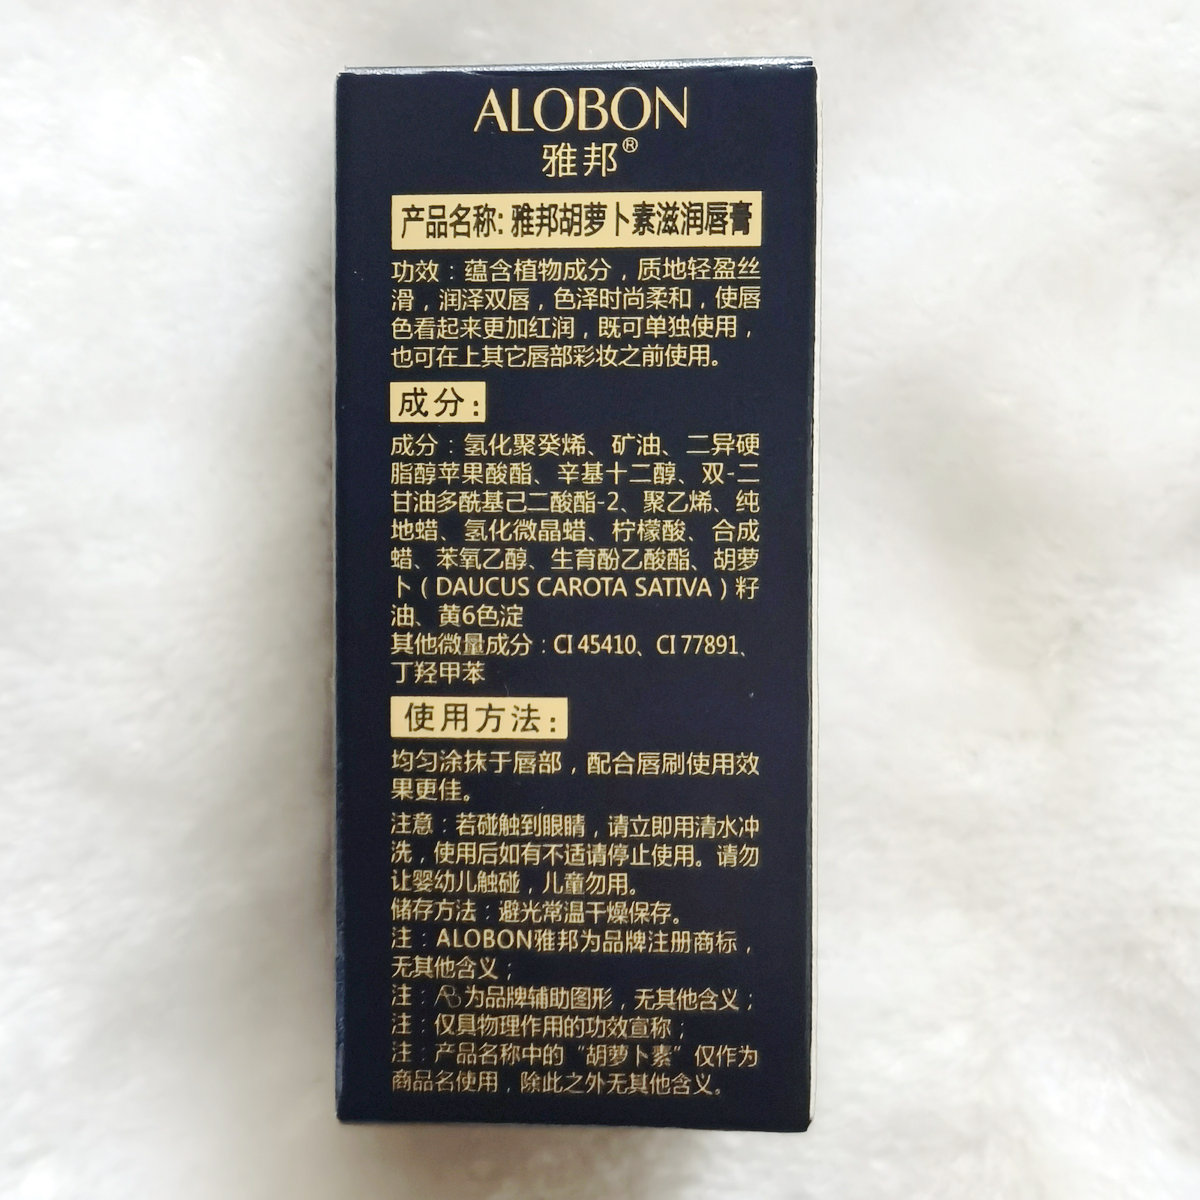 ALOBON
雅邦®
产品名称: 雅邦胡萝卜素滋润唇膏
功效：蕴含植物成分，质地轻盈丝
滑，润泽双唇，色泽时尚柔和，使唇
色看起来更加红润，既可单独使用，
也可在上其它唇部彩妆之前使用。
成分：
成分：氢化聚癸烯、矿油、二异硬
脂醇苹果酸酯、辛基十二醇、双-二
甘油多酰基己二酸酯-2、聚乙烯、纯
地蜡、氢化微晶蜡、柠檬酸、合成
蜡、苯氧乙醇、生育酚乙酸酯、胡萝
卜（DAUCUS CAROTA SATIVA）籽
油、黄6色淀
其他微量成分：CI 45410、CI 77891、
丁羟甲苯
使用方法：
均匀涂抹于唇部，配合唇刷使用效
果更佳。
注意：若碰触到眼睛，请立即用清水冲
洗，使用后如有不适请停止使用。请勿
让婴幼儿触碰，儿童勿用。
储存方法：避光常温干燥保存。
注：ALOBON雅邦为品牌注册商标，
无其他含义；
注：为品牌辅助图形，无其他含义；
注：仅具物理作用的功效宣称；
注：产品名称中的“胡萝卜素”仅作为
商品名使用，除此之外无其他含义。